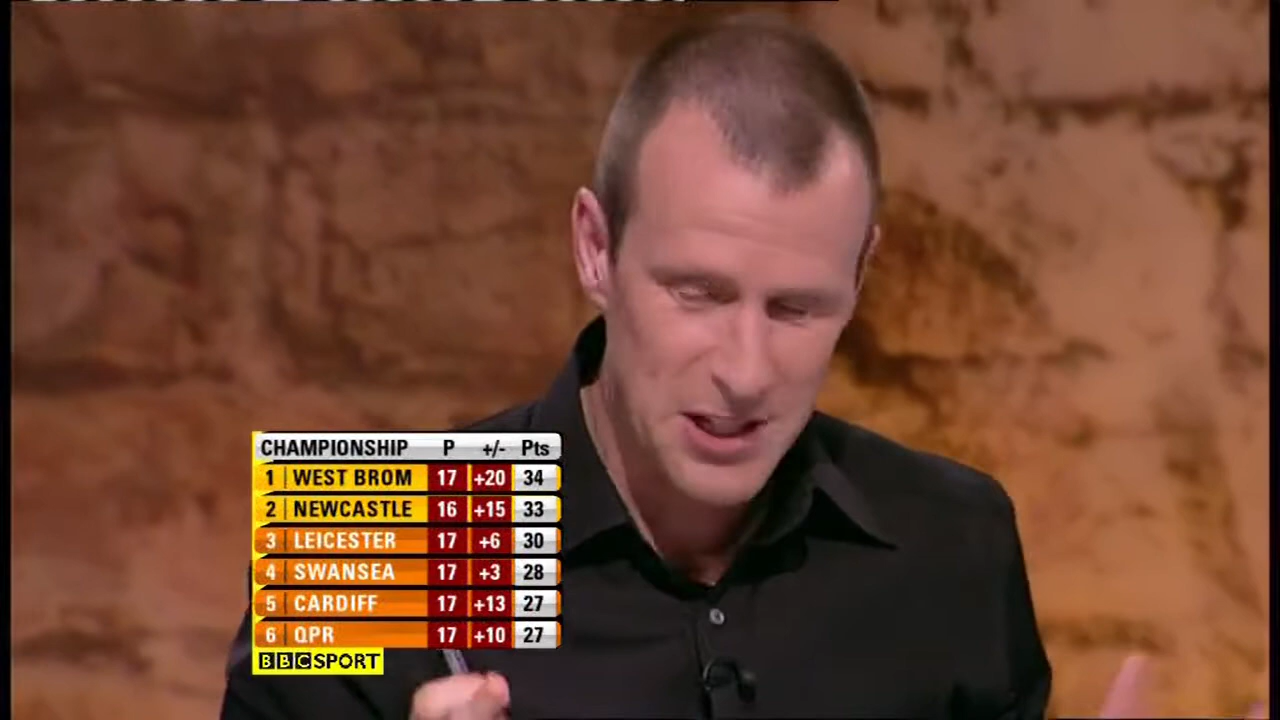 CHAMPIONSHIP P +/- Pts
1 WEST BROM 17 +20 34
2 NEWCASTLE 16 +15 33
3 LEICESTER 17 +6 30
4 SWANSEA 17 +3 28
5 CARDIFF 17 +13 27
6 QPR 17 +10 27
BBC SPORT